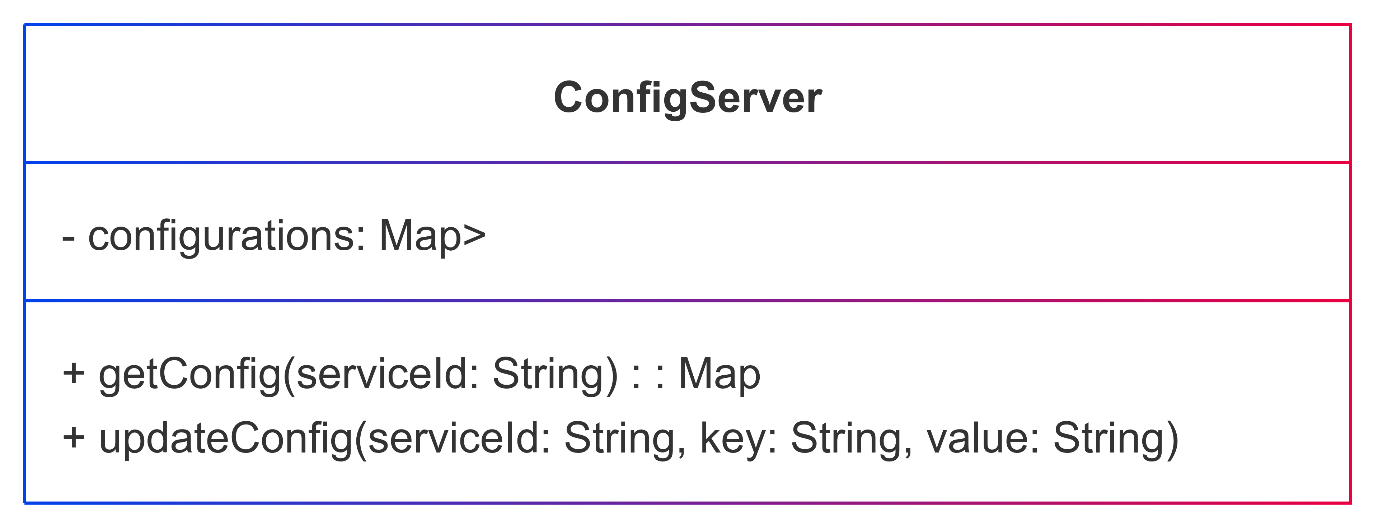 ConfigServer
- configurations: Map>
+ getConfig(serviceId: String) : : Map
+ updateConfig(serviceId: String, key: String, value: String)